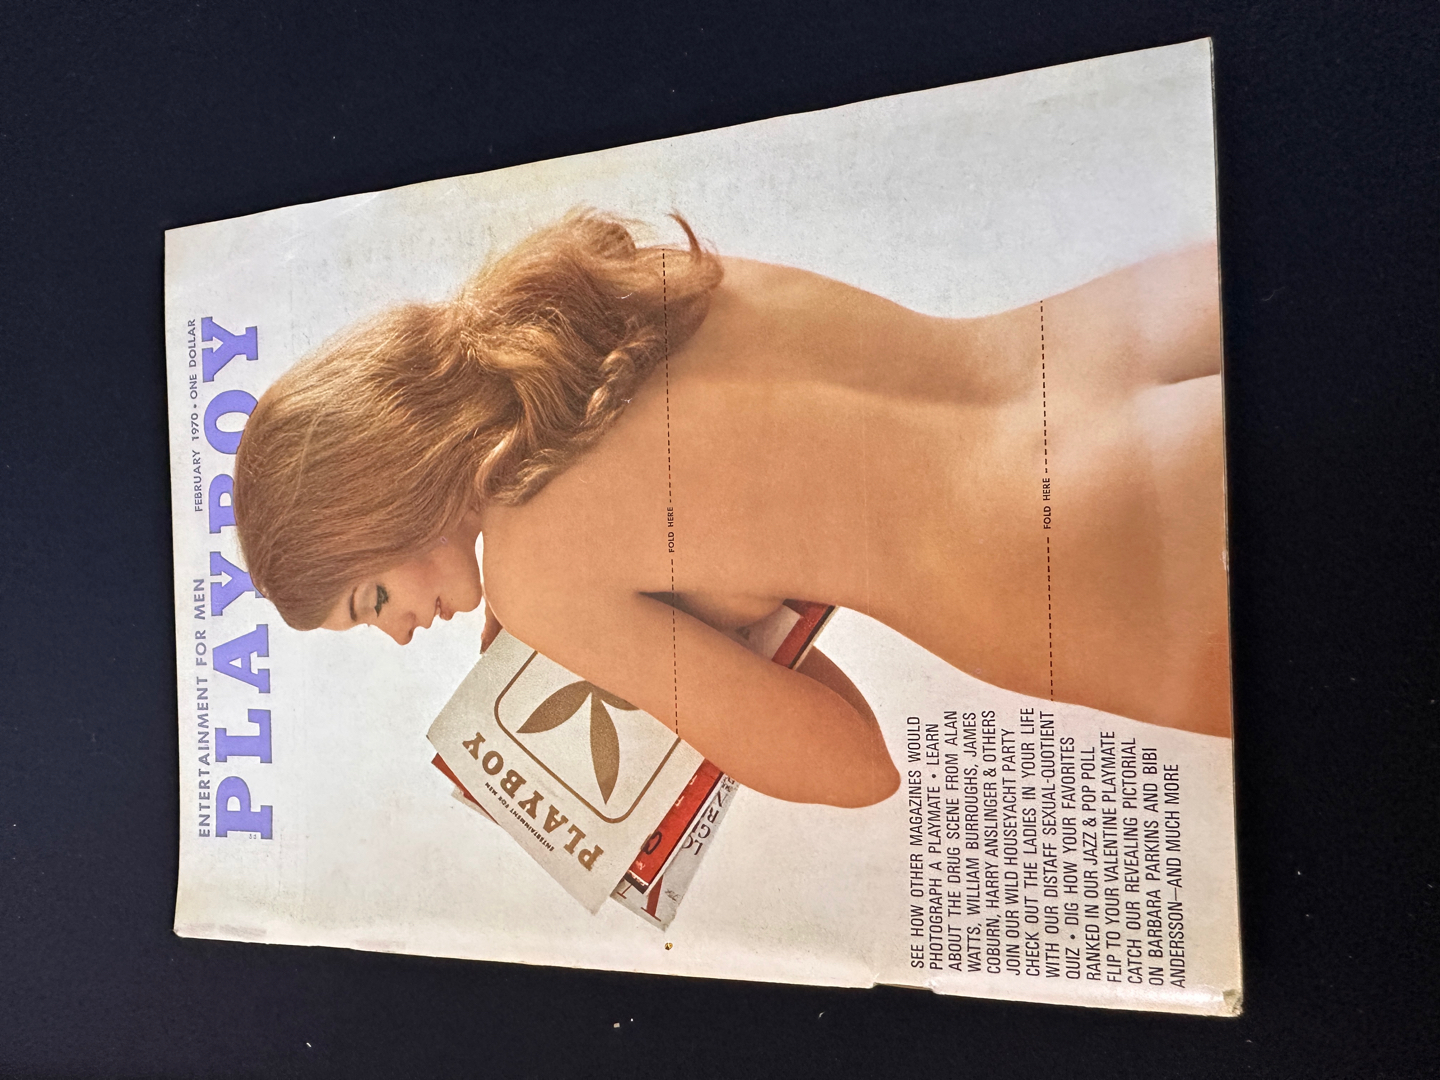 ENTERTAINMENT FOR MEN FEBRUARY 1970 • ONE DOLLAR
PLAYBOY
PLAYBOY
ENTERTAINMENT FOR MEN
FOLD HERE
FOLD HERE
SEE HOW OTHER MAGAZINES WOULD
PHOTOGRAPH A PLAYMATE • LEARN
ABOUT THE DRUG SCENE FROM ALAN
WATTS, WILLIAM BURROUGHS, JAMES
COBURN, HARRY ANSLINGER & OTHERS
JOIN OUR WILD HOUSEYACHT PARTY
CHECK OUT THE LADIES IN YOUR LIFE
WITH OUR DISTAFF SEXUAL-QUOTIENT
QUIZ • DIG HOW YOUR FAVORITES
RANKED IN OUR JAZZ & POP POLL
FLIP TO YOUR VALENTINE PLAYMATE
CATCH OUR REVEALING PICTORIAL
ON BARBARA PARKINS AND BIBI
ANDERSSON—AND MUCH MORE